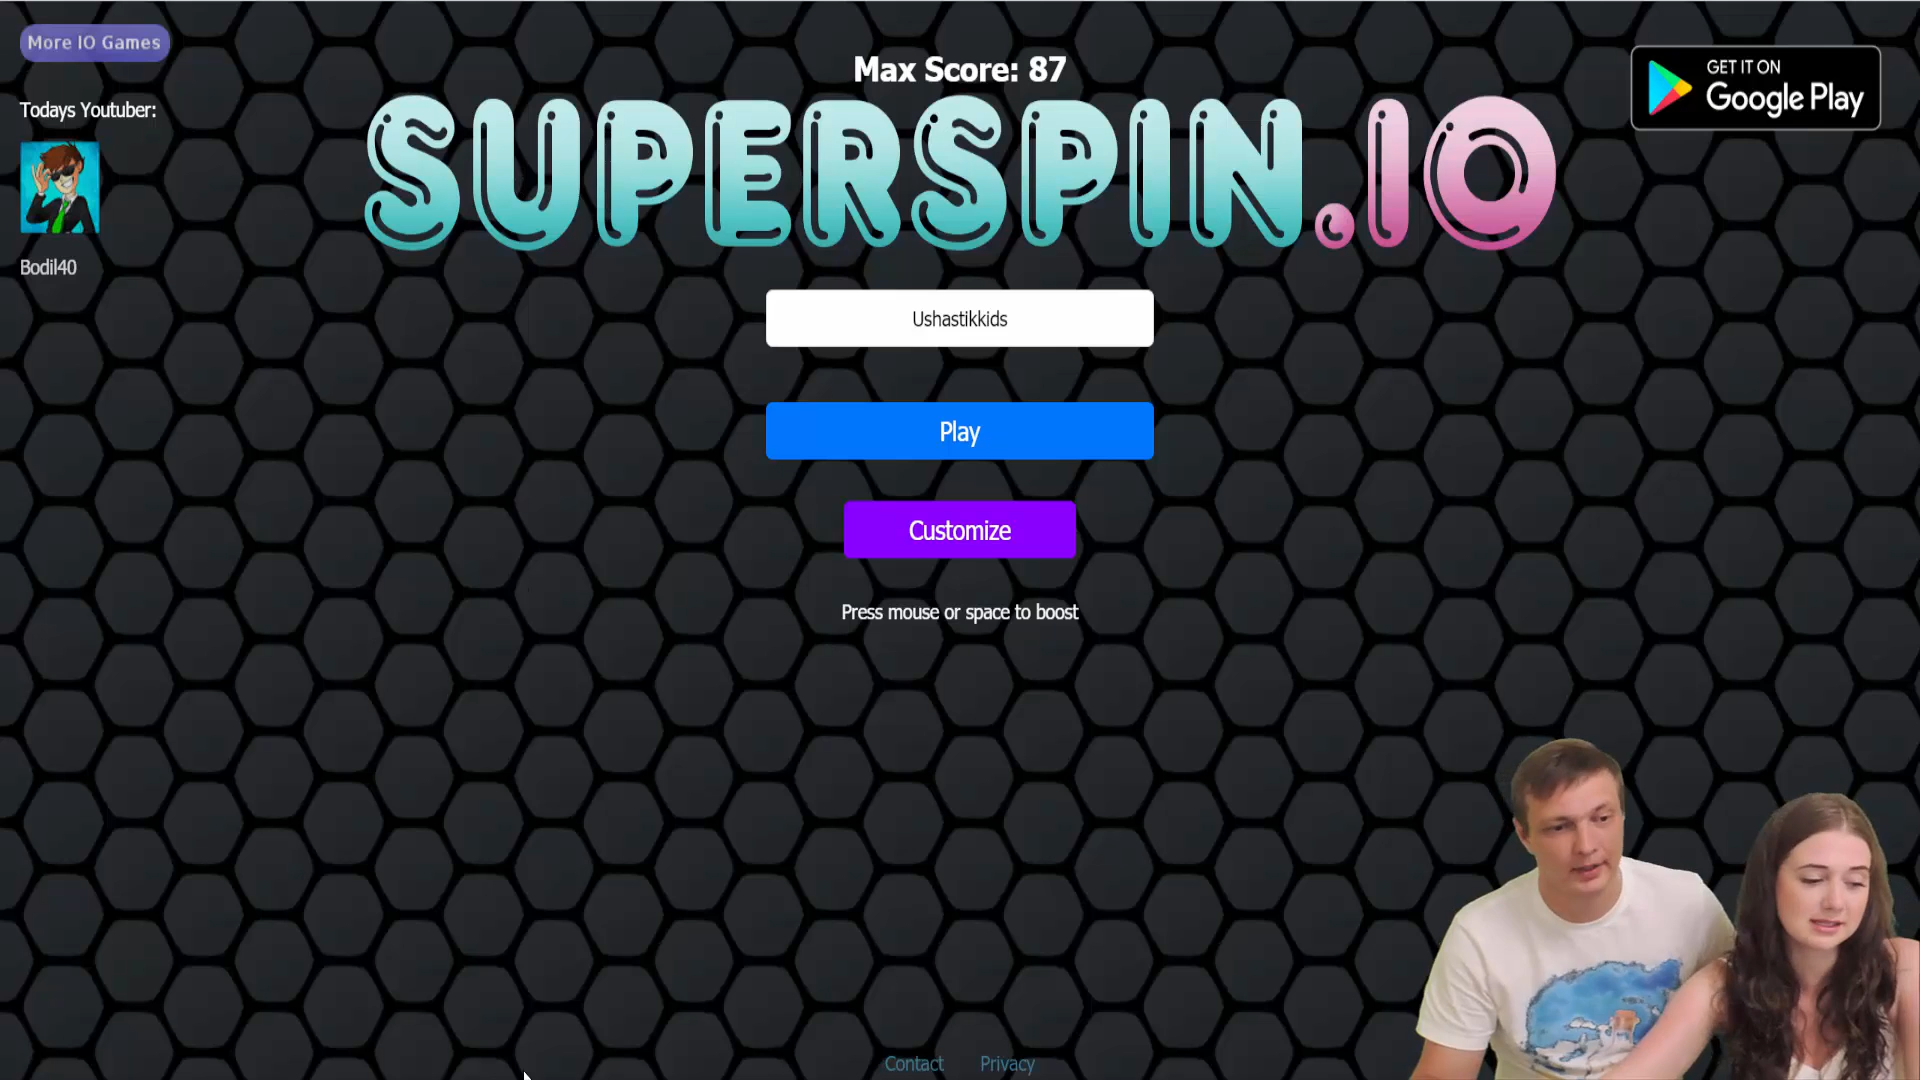 More IO Games
Max Score: 87
GET IT ON
Google Play
Todays Youtuber:
SUPERSPIN.IO
Bodil40
Ushastikkids
Play
Customize
Press mouse or space to boost
Contact Privacy